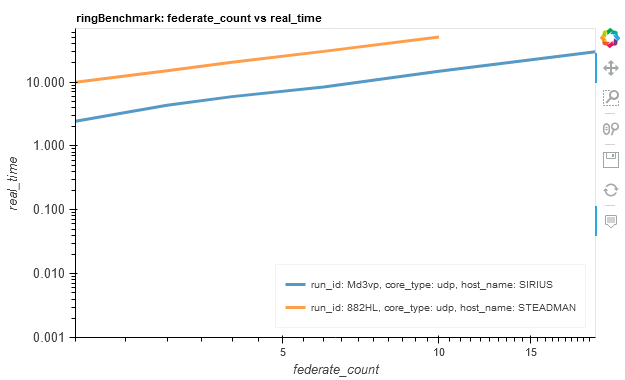 ringBenchmark: federate_count vs real_time
10.000
1.000
0.100
0.010
0.001
real_time
run_id: Md3vp, core_type: udp, host_name: SIRIUS
run_id: 882HL, core_type: udp, host_name: STEADMAN
5
10
15
federate_count